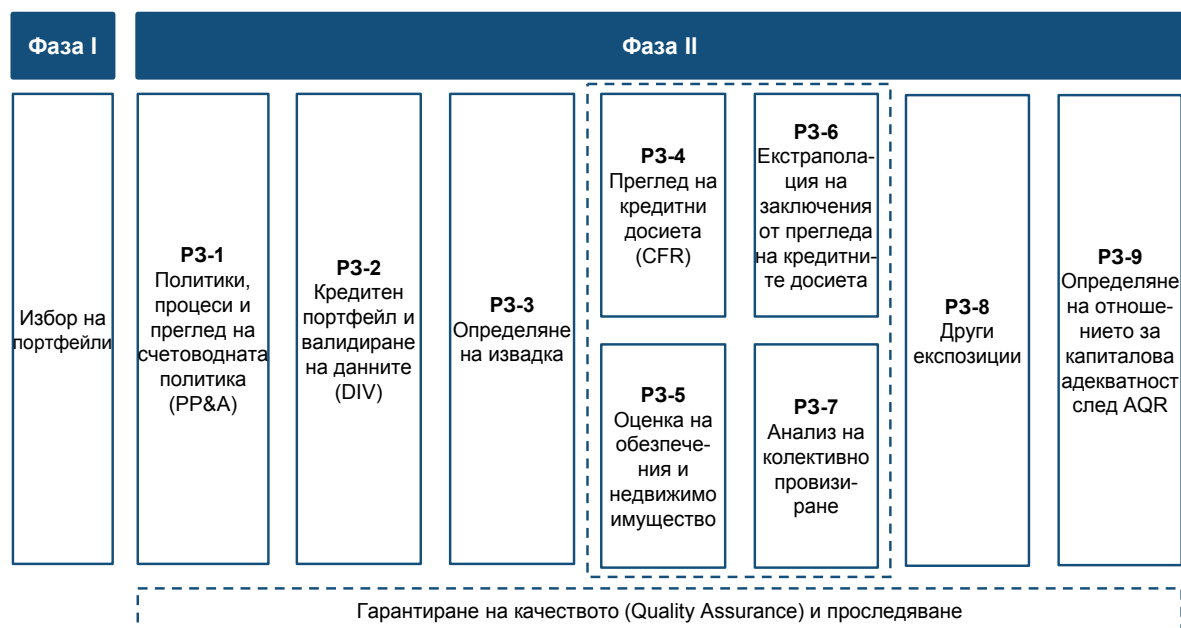 Фаза I
Фаза II
Избор на
портфейли
РЗ-1
Политики,
процеси и
преглед на
счетоводната
политика
(PP&A)
РЗ-2
Кредитен
портфейл и
валидиране
на данните
(DIV)
РЗ-3
Определяне
на извадка
РЗ-4
Преглед на
кредитни
досиета
(CFR)
РЗ-5
Оценка на
обезпече-
ния и
недвижимо
имущество
РЗ-6
Екстраполa-
ция на
заключения
от прегледа
на кредитни-
те досиета
РЗ-7
Анализ на
колективно
провизи-
ране
РЗ-8
Други
експозиции
РЗ-9
Определяне
на отноше-
нието за
капиталова
адекватност
след AQR
Гарантиране на качеството (Quality Assurance) и проследяване